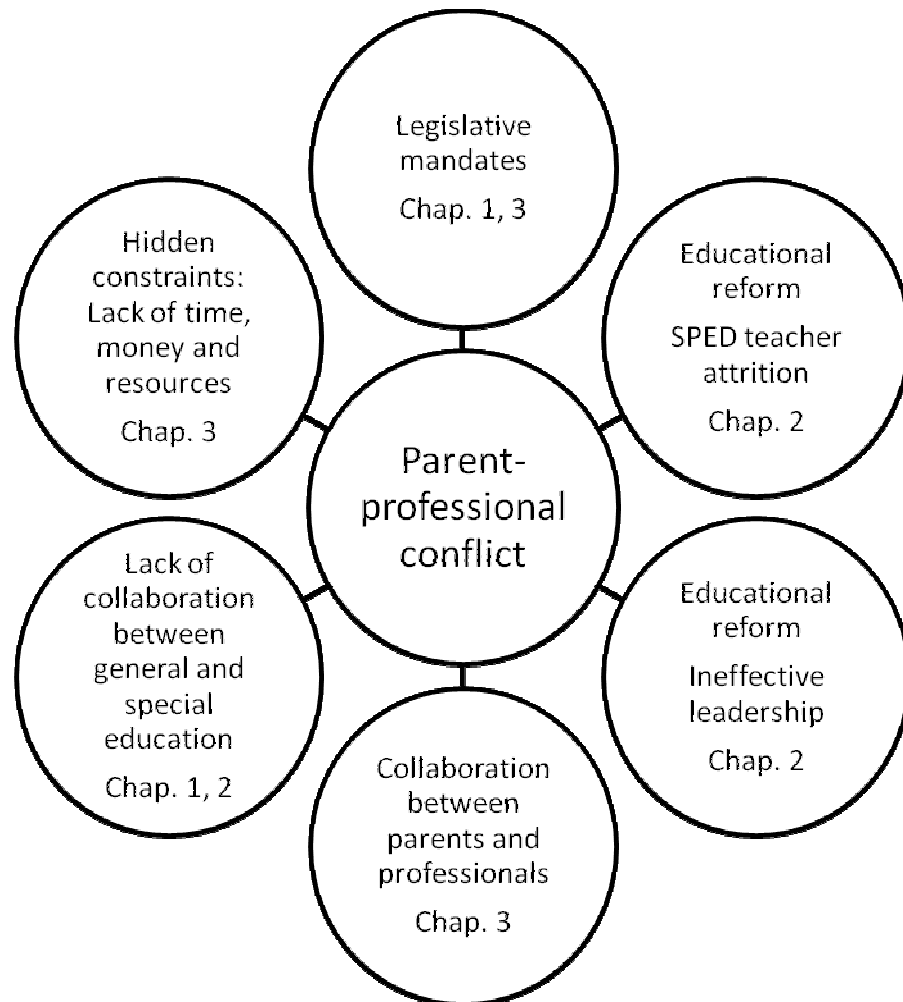 Legislative
mandates
Chap. 1, 3
Educational
reform
SPED teacher
attrition
Chap. 2
Educational
reform
Ineffective
leadership
Chap. 2
Collaboration
between
parents and
professionals
Chap. 3
Lack of
collaboration
between
general and
special
education
Chap. 1, 2
Hidden
constraints:
Lack of time,
money and
resources
Chap. 3
Parent-
professional
conflict